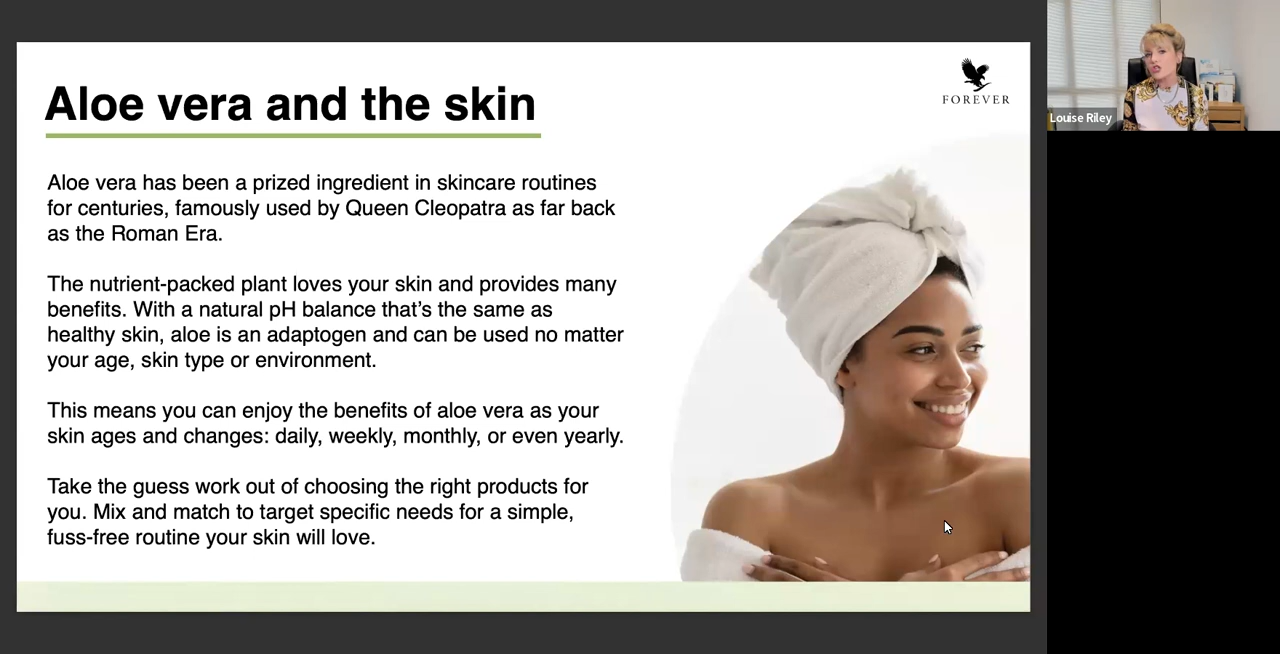 Aloe vera and the skin
FOREVER
Aloe vera has been a prized ingredient in skincare routines
for centuries, famously used by Queen Cleopatra as far back
as the Roman Era.
The nutrient-packed plant loves your skin and provides many
benefits. With a natural pH balance that's the same as
healthy skin, aloe is an adaptogen and can be used no matter
your age, skin type or environment.
This means you can enjoy the benefits of aloe vera as your
skin ages and changes: daily, weekly, monthly, or even yearly.
Take the guess work out of choosing the right products for
you. Mix and match to target specific needs for a simple,
fuss-free routine your skin will love.
Louise Riley